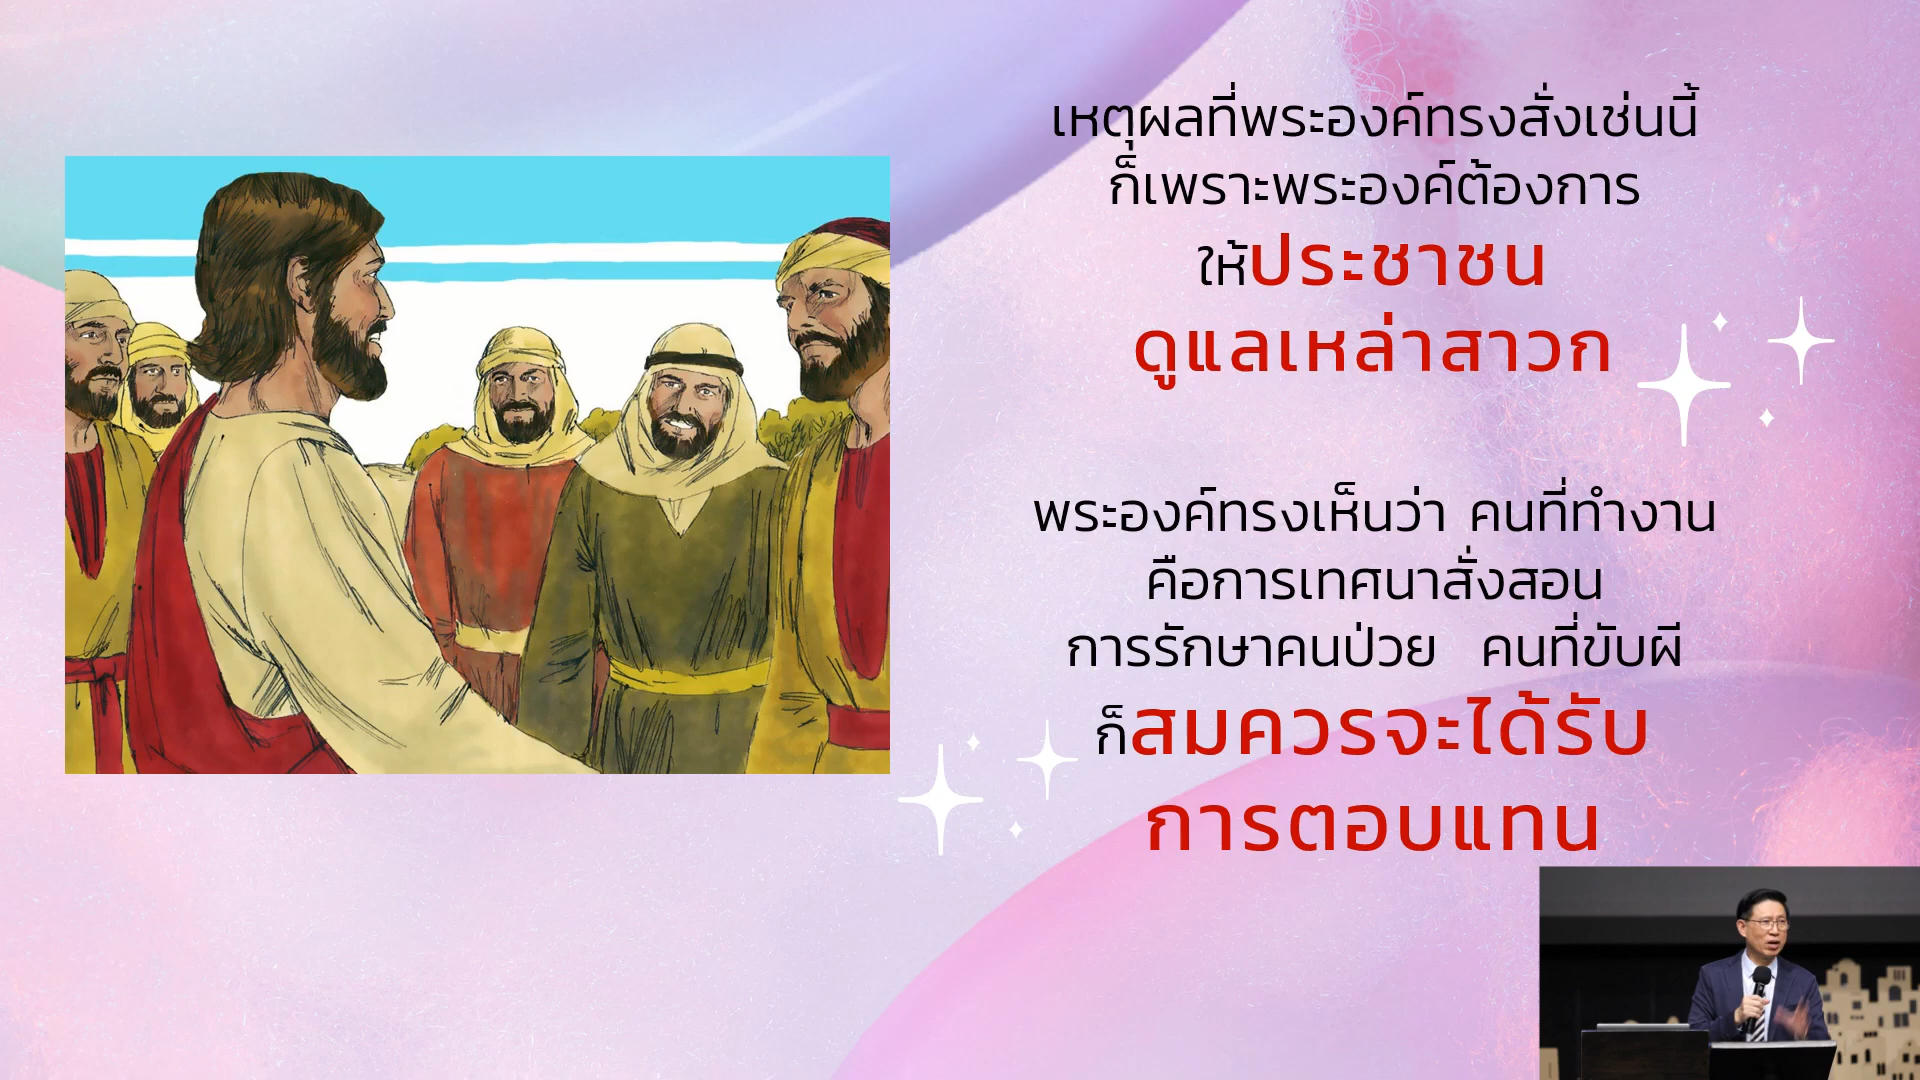 เหตุผลที่พระองค์ทรงสั่งเช่นนี้
ก็เพราะพระองค์ต้องการ
ให้ประชาชน
ดูแลเหล่าสาวก
พระองค์ทรงเห็นว่า คนที่ทำงาน
คือการเทศนาสั่งสอน
การรักษาคนป่วย คนที่ขับผี
ก็สมควรจะได้รับ
การตอบแทน